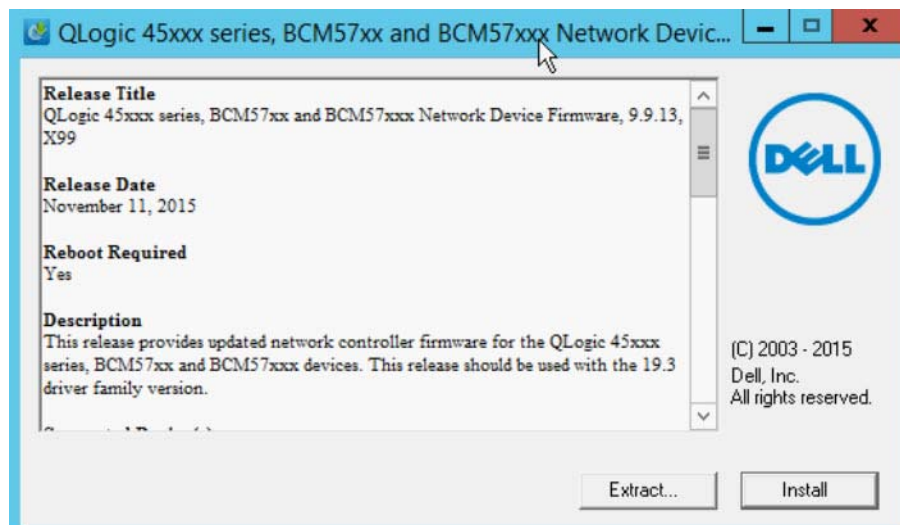 QLogic 45xxx series, BCM57xx and BCM57xxx Network Devic...
Release Title
QLogic 45xxx series, BCM57xx and BCM57xxx Network Device Firmware, 9.9.13,
X99
Release Date
November 11, 2015
Reboot Required
Yes
Description
This release provides updated network controller firmware for the QLogic 45xxx
series, BCM57xx and BCM57xxx devices. This release should be used with the 19.3
driver family version.
DELL
(C) 2003 - 2015
Dell, Inc.
All rights reserved.
Extract...
Install